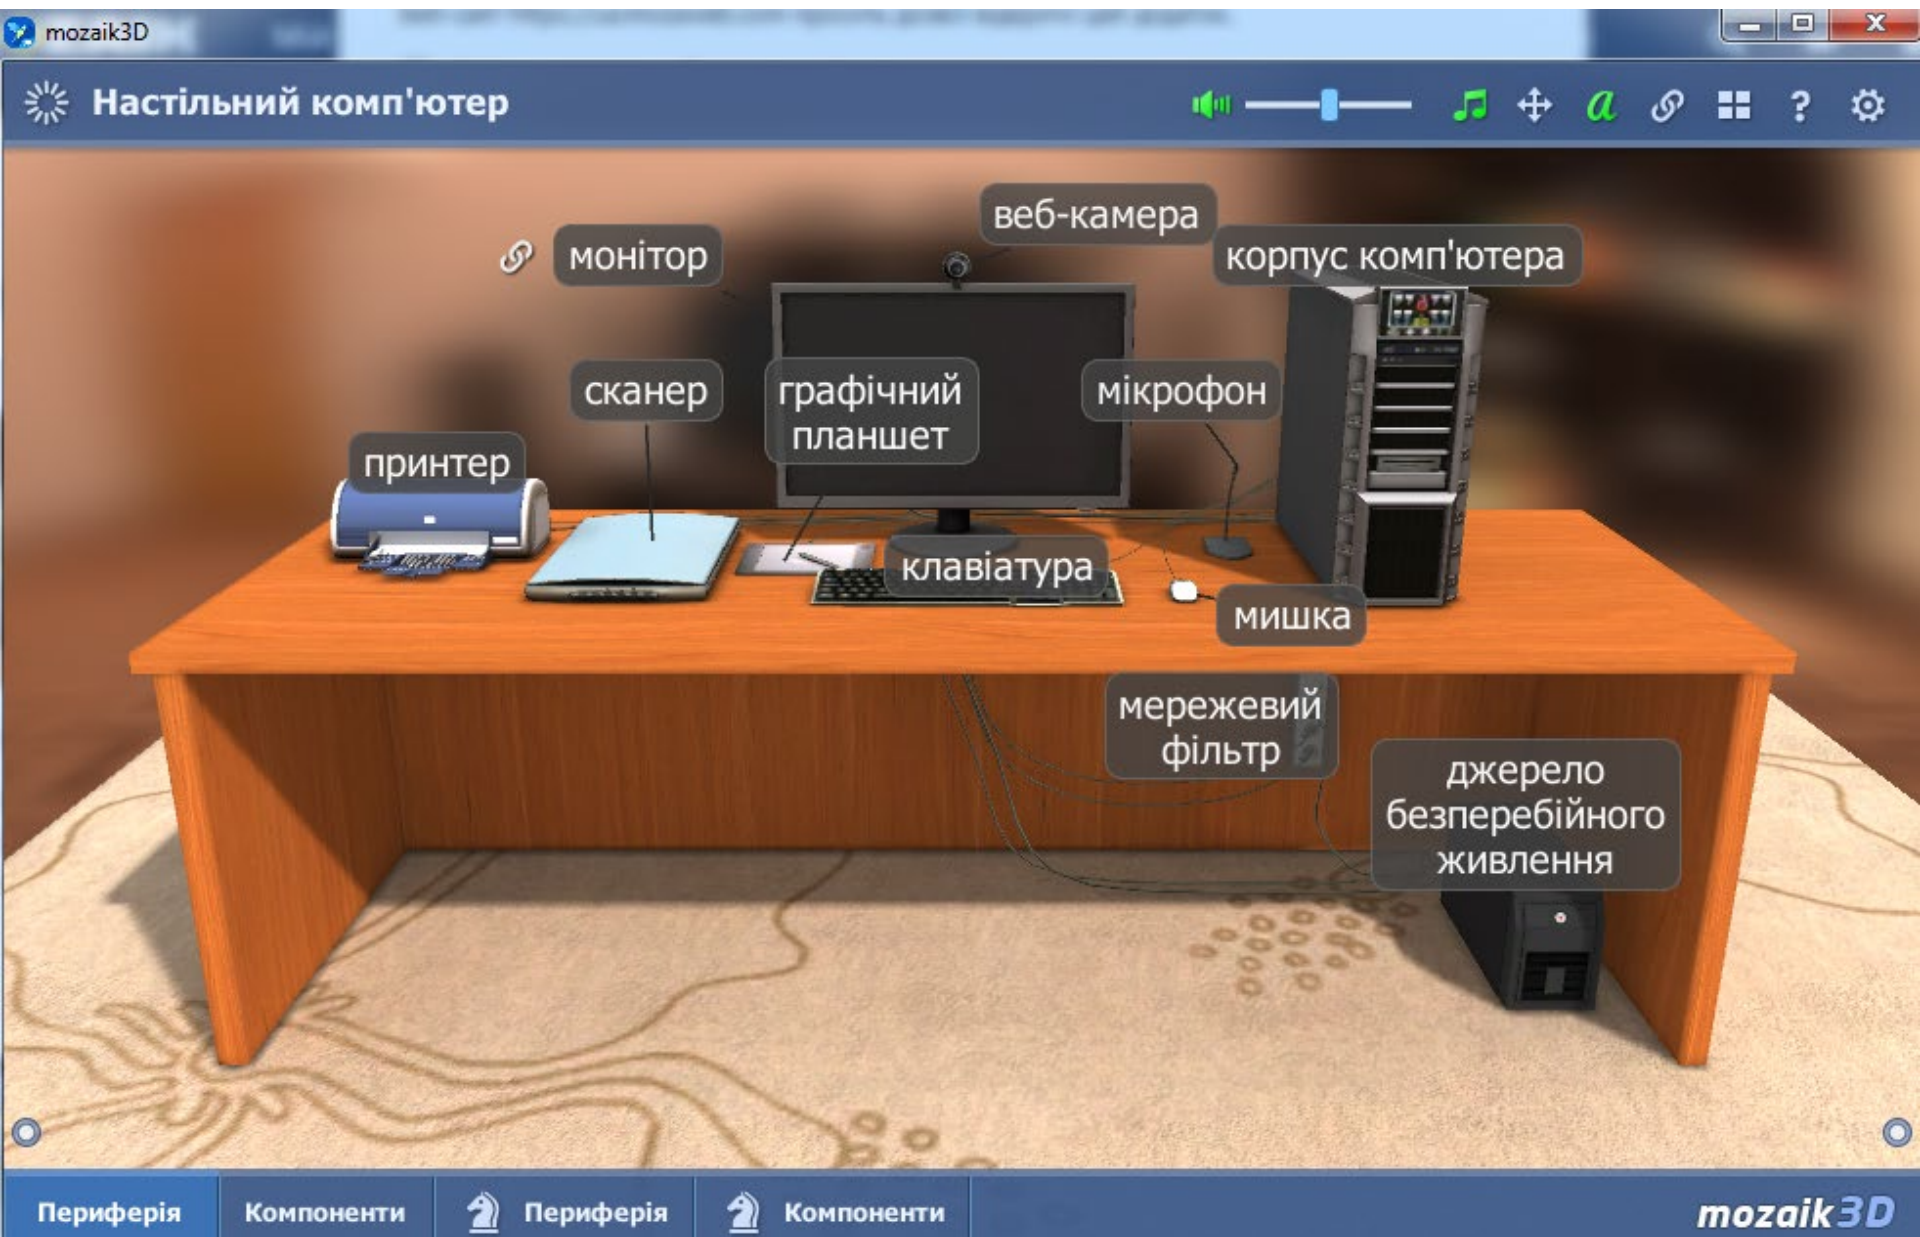 mozaik3D
Настільний комп'ютер
веб-камера
монітор
корпус комп'ютера
сканер
графічний
планшет
мікрофон
принтер
клавіатура
мишка
мережевий
фільтр
джерело
безперебійного
живлення
Периферія
Компоненти
Периферія
Компоненти
mozaik3D